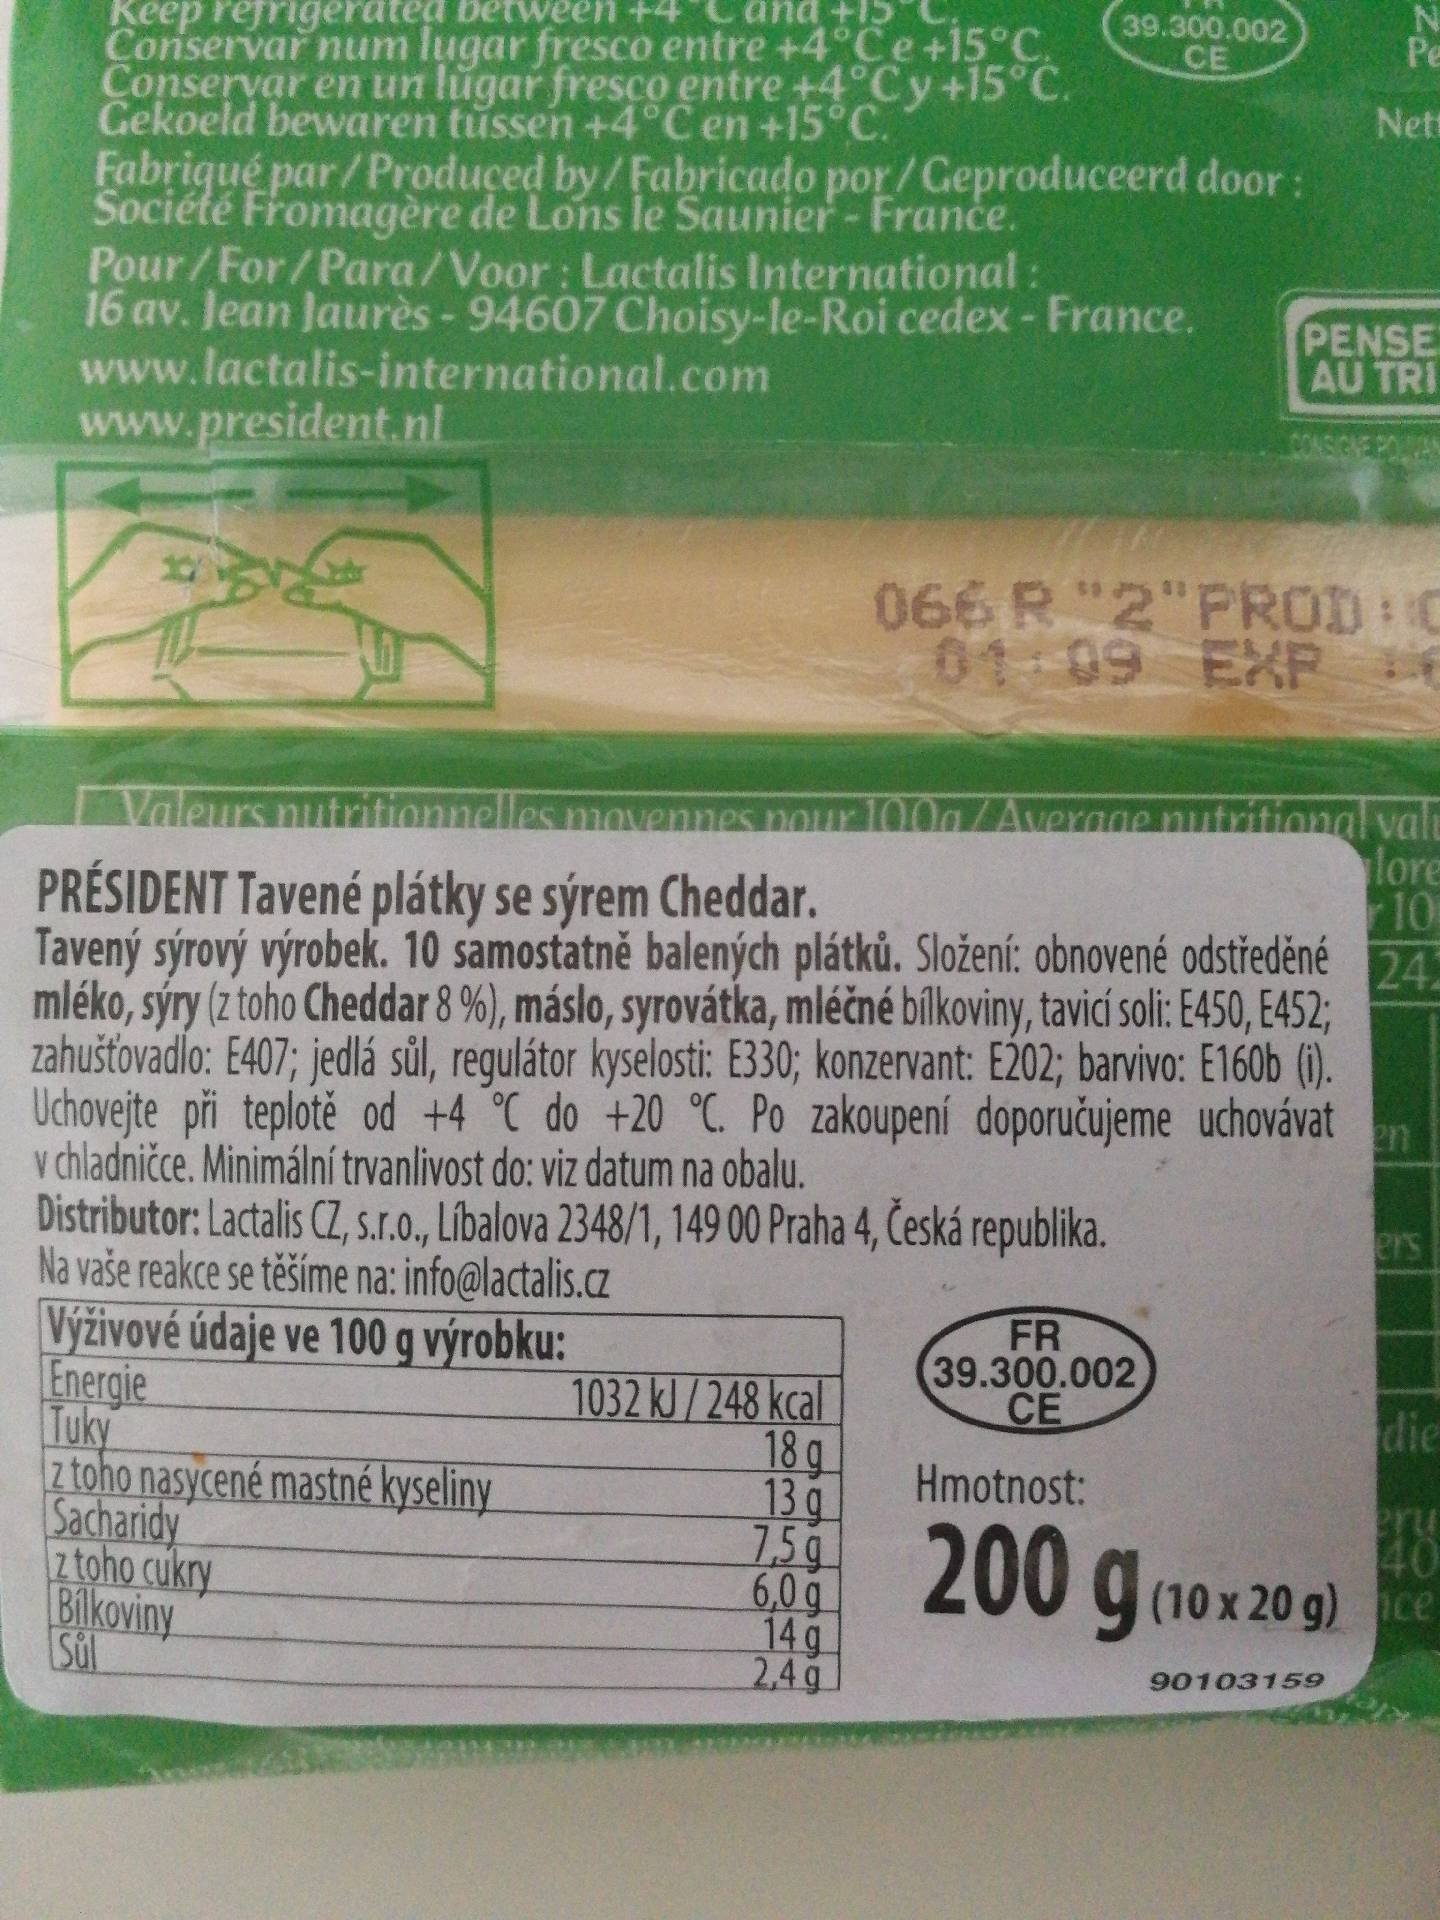 Keep refrigerated between +4°C and +15°C.
Conservar num lugar fresco entre +4°C e +15°C.
Conservar en un lugar fresco entre +4°C y +15°C.
Gekoeld bewaren tussen +4°C en +15°C.
39.300.002
CE
Fabriqué par / Produced by / Fabricado por / Geproduceerd door :
Société Fromagère de Lons le Saunier - France.
Pour / For / Para / Voor : Lactalis International :
16 av. Jean Jaurès - 94607 Choisy-le-Roi cedex - France.
www.lactalis-international.com
www.president.nl
PENSE
AU TRI
CONSIGNE
066 R "2" PROD :
01:09 EXP :
Valeurs nutritionnelles moyennes pour 100g / Average nutritional
PRÉSIDENT Tavené plátky se sýrem Cheddar.
Tavený sýrový výrobek. 10 samostatně balených plátků. Složení: obnovené odstředěné
mléko, sýry (z toho Cheddar 8 %), máslo, syrovátka, mléčné bílkoviny, tavicí soli: E450, E452;
zahušťovadlo: E407; jedlá sůl, regulátor kyselosti: E330; konzervant: E202; barvivo: E160b (i).
Uchovejte při teplotě od +4 °C do +20 °C. Po zakoupení doporučujeme uchovávat
v chladničce. Minimální trvanlivost do: viz datum na obalu.
Distributor: Lactalis CZ, s.r.o., Líbalova 2348/1, 149 00 Praha 4, Česká republika.
Na vaše reakce se těšíme na: info@lactalis.cz
Výživové údaje ve 100 g výrobku:
Energie 1032 kJ / 248 kcal
Tuky 18 g
z toho nasycené mastné kyseliny 13 g
Sacharidy 7,5 g
z toho cukry 6,0 g
Bílkoviny 14 g
Sůl 2,4 g
FR
39.300.002
CE
Hmotnost:
200 g (10 x 20 g)
90103159